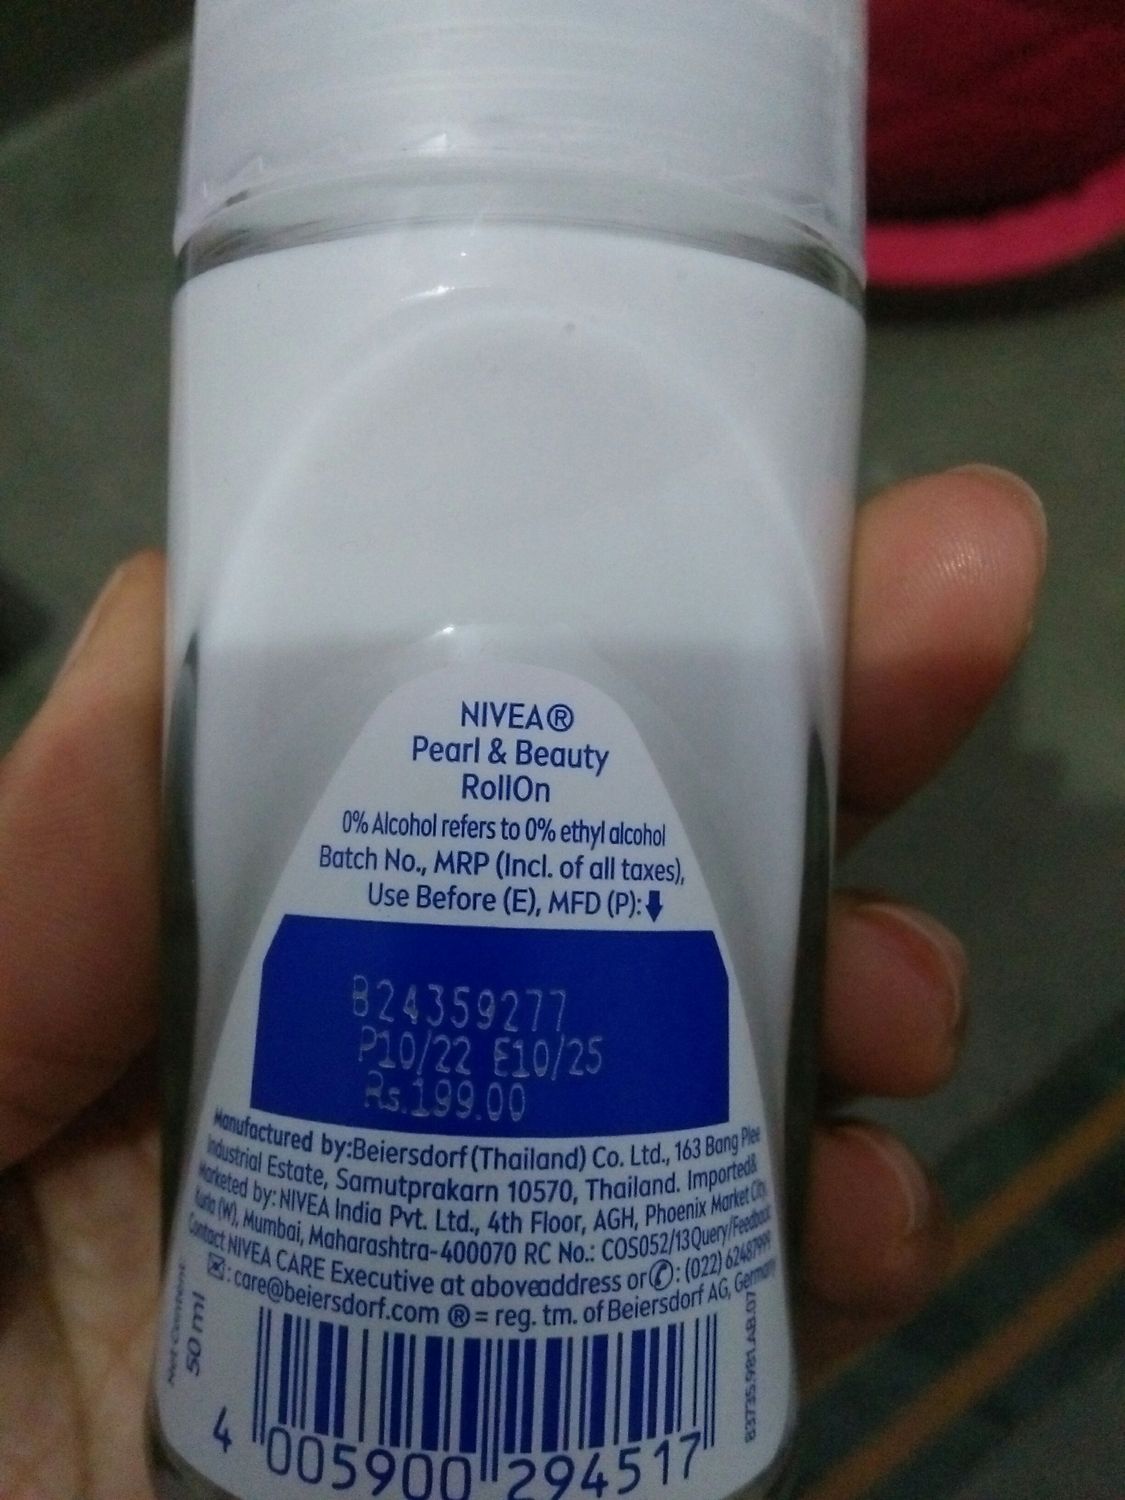 NIVEA®
Pearl & Beauty
RollOn
0% Alcohol refers to 0% ethyl alcohol
Batch No., MRP (Incl. of all taxes),
Use Before (E), MFD (P):
B24359277
P10/22 E10/25
Rs.199.00
Manufactured by:Beiersdorf (Thailand) Co. Ltd., 163 Bang Plee
Industrial Estate, Samutprakarn 10570, Thailand. Imported&
Marketed by: NIVEA India Pvt. Ltd., 4th Floor, AGH, Phoenix Market City,
Kurla (W), Mumbai, Maharashtra-400070 RC No.: COS052/13Query/Feedback
Contact NIVEA CARE Executive at aboveaddress or : (022) 62487999
: care@beiersdorf.com ® = reg. tm. of Beiersdorf AG, Germany
Net Content:
50 ml
83735.981.AB.07
4 005900 294517